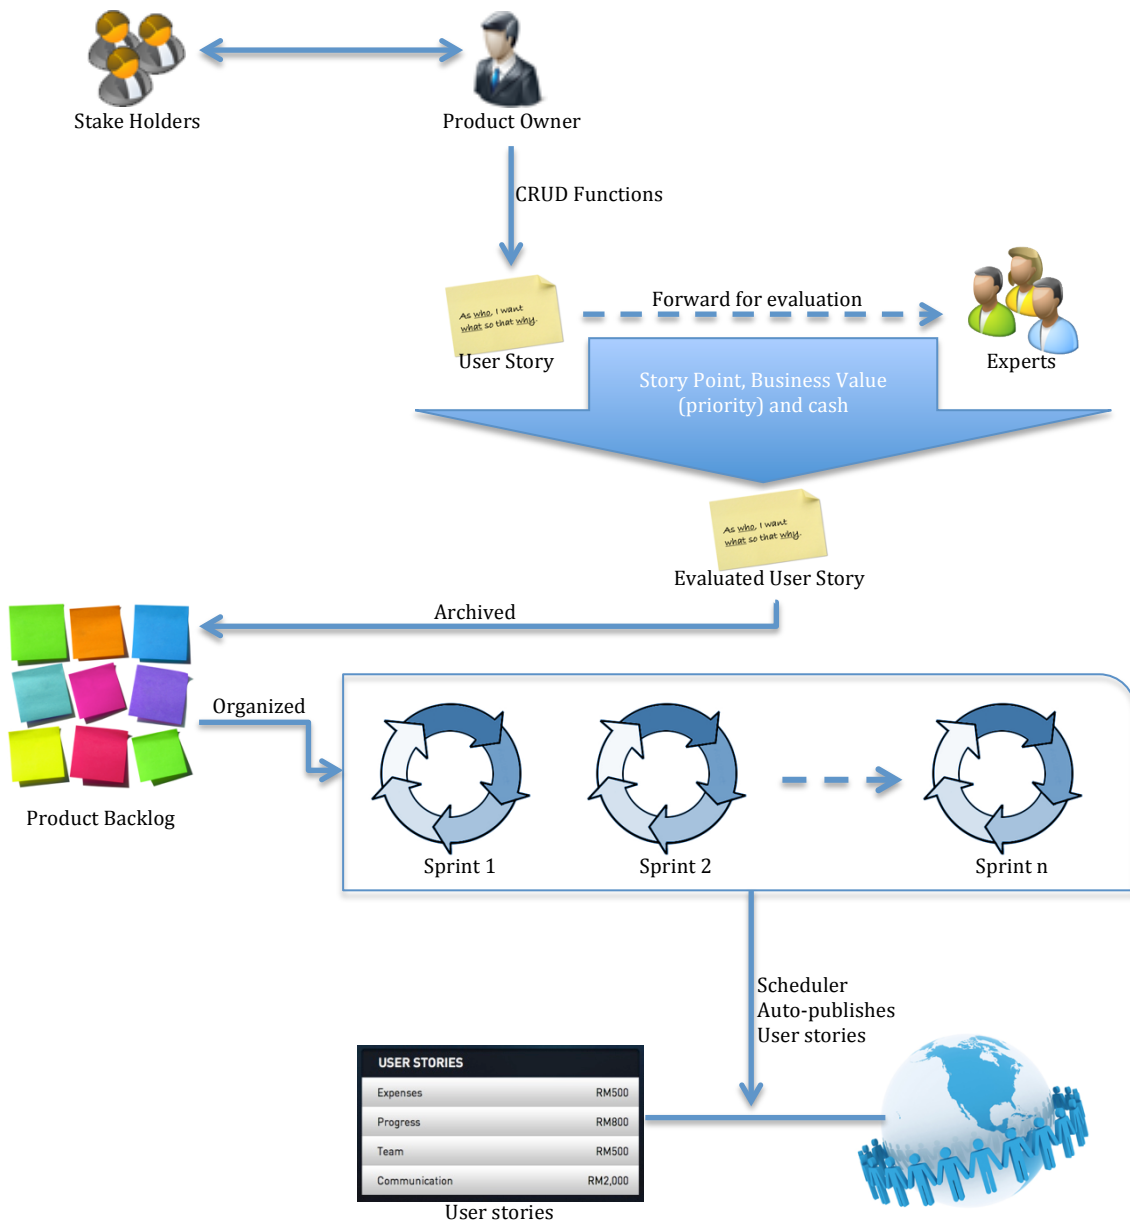 Stake Holders
Product Owner
CRUD Functions
As who, I want
what so that why.
User Story
Forward for evaluation
Experts
Story Point, Business Value
(priority) and cash
As who, I want
what so that why.
Evaluated User Story
Archived
Organized
Product Backlog
Sprint 1
Sprint 2
Sprint n
Scheduler
Auto-publishes
User stories
USER STORIES
Expenses RM500
Progress RM800
Team RM500
Communication RM2,000
User stories